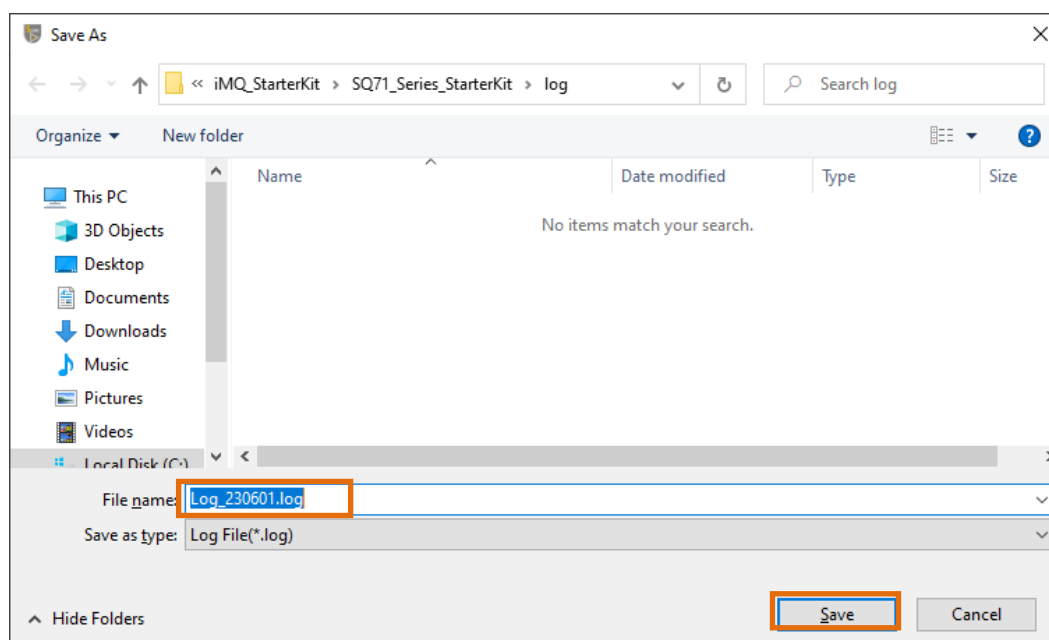 Save As
« iMQ_StarterKit › SQ71_Series_StarterKit › log
Search log
Organize
New folder
Name
Date modified
Type
Size
No items match your search.
This PC
3D Objects
Desktop
Documents
Downloads
Music
Pictures
Videos
Local Disk (C:)
File name: Log_230601.log
Save as type: Log File(*.log)
Hide Folders
Save
Cancel